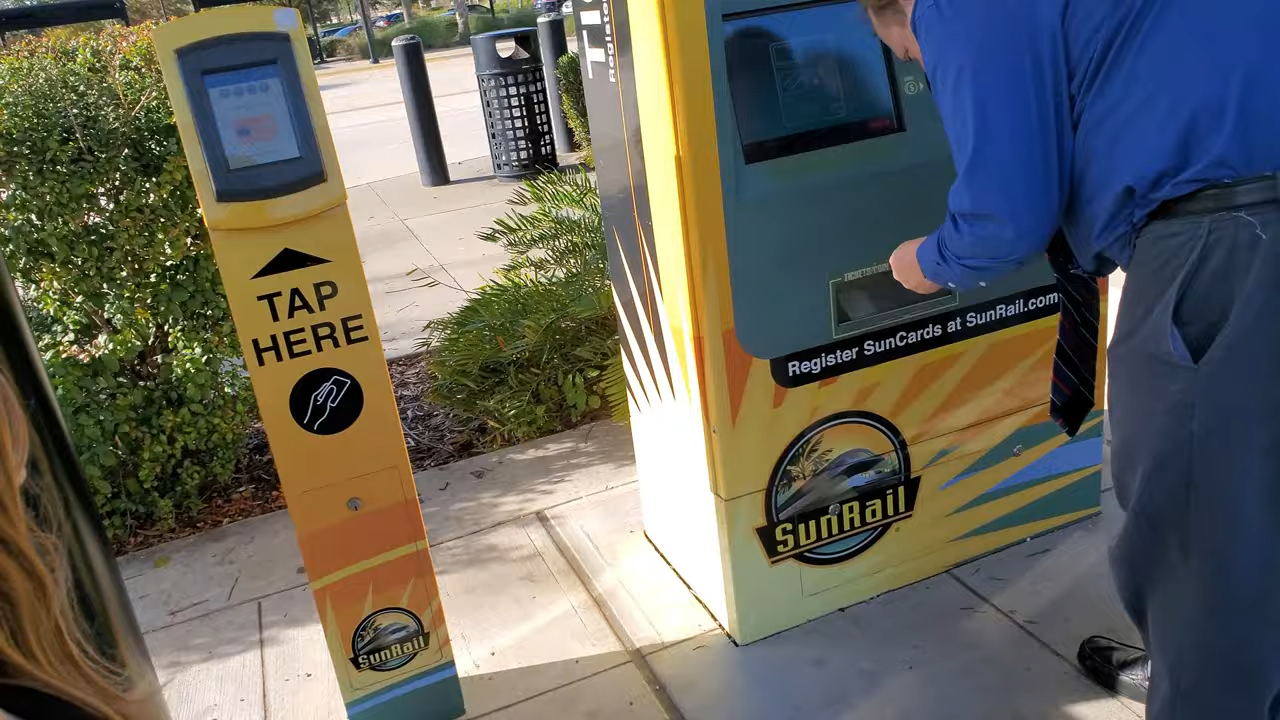 TAP
HERE
SunRail
Register SunCards at SunRail.com
SunRail